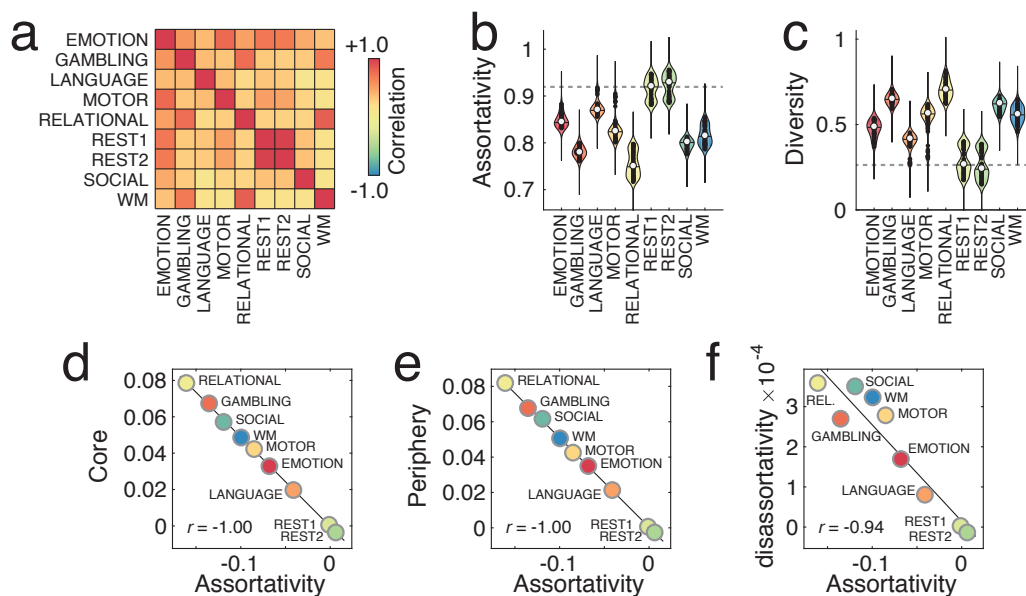 a
EMOTION
GAMBLING
LANGUAGE
MOTOR
RELATIONAL
REST1
REST2
SOCIAL
WM
EMOTION
GAMBLING
LANGUAGE
MOTOR
RELATIONAL
REST1
REST2
SOCIAL
WM
+1.0
Correlation
-1.0
b
Assortativity
1
0.9
0.8
0.7
EMOTION
GAMBLING
LANGUAGE
MOTOR
RELATIONAL
REST1
REST2
SOCIAL
WM
c
Diversity
1
0.5
0
EMOTION
GAMBLING
LANGUAGE
MOTOR
RELATIONAL
REST1
REST2
SOCIAL
WM
d
Core
0.08
0.06
0.04
0.02
0
RELATIONAL
GAMBLING
SOCIAL
WM
MOTOR
EMOTION
LANGUAGE
REST1
REST2
r = -1.00
-0.1 0
Assortativity
e
Periphery
0.08
0.06
0.04
0.02
0
RELATIONAL
GAMBLING
SOCIAL
WM
MOTOR
EMOTION
LANGUAGE
REST1
REST2
r = -1.00
-0.1 0
Assortativity
f
disassortativity ×10⁻⁴
3
2
1
0
SOCIAL
REL.
WM
MOTOR
GAMBLING
EMOTION
LANGUAGE
REST1
REST2
r = -0.94
-0.1 0
Assortativity